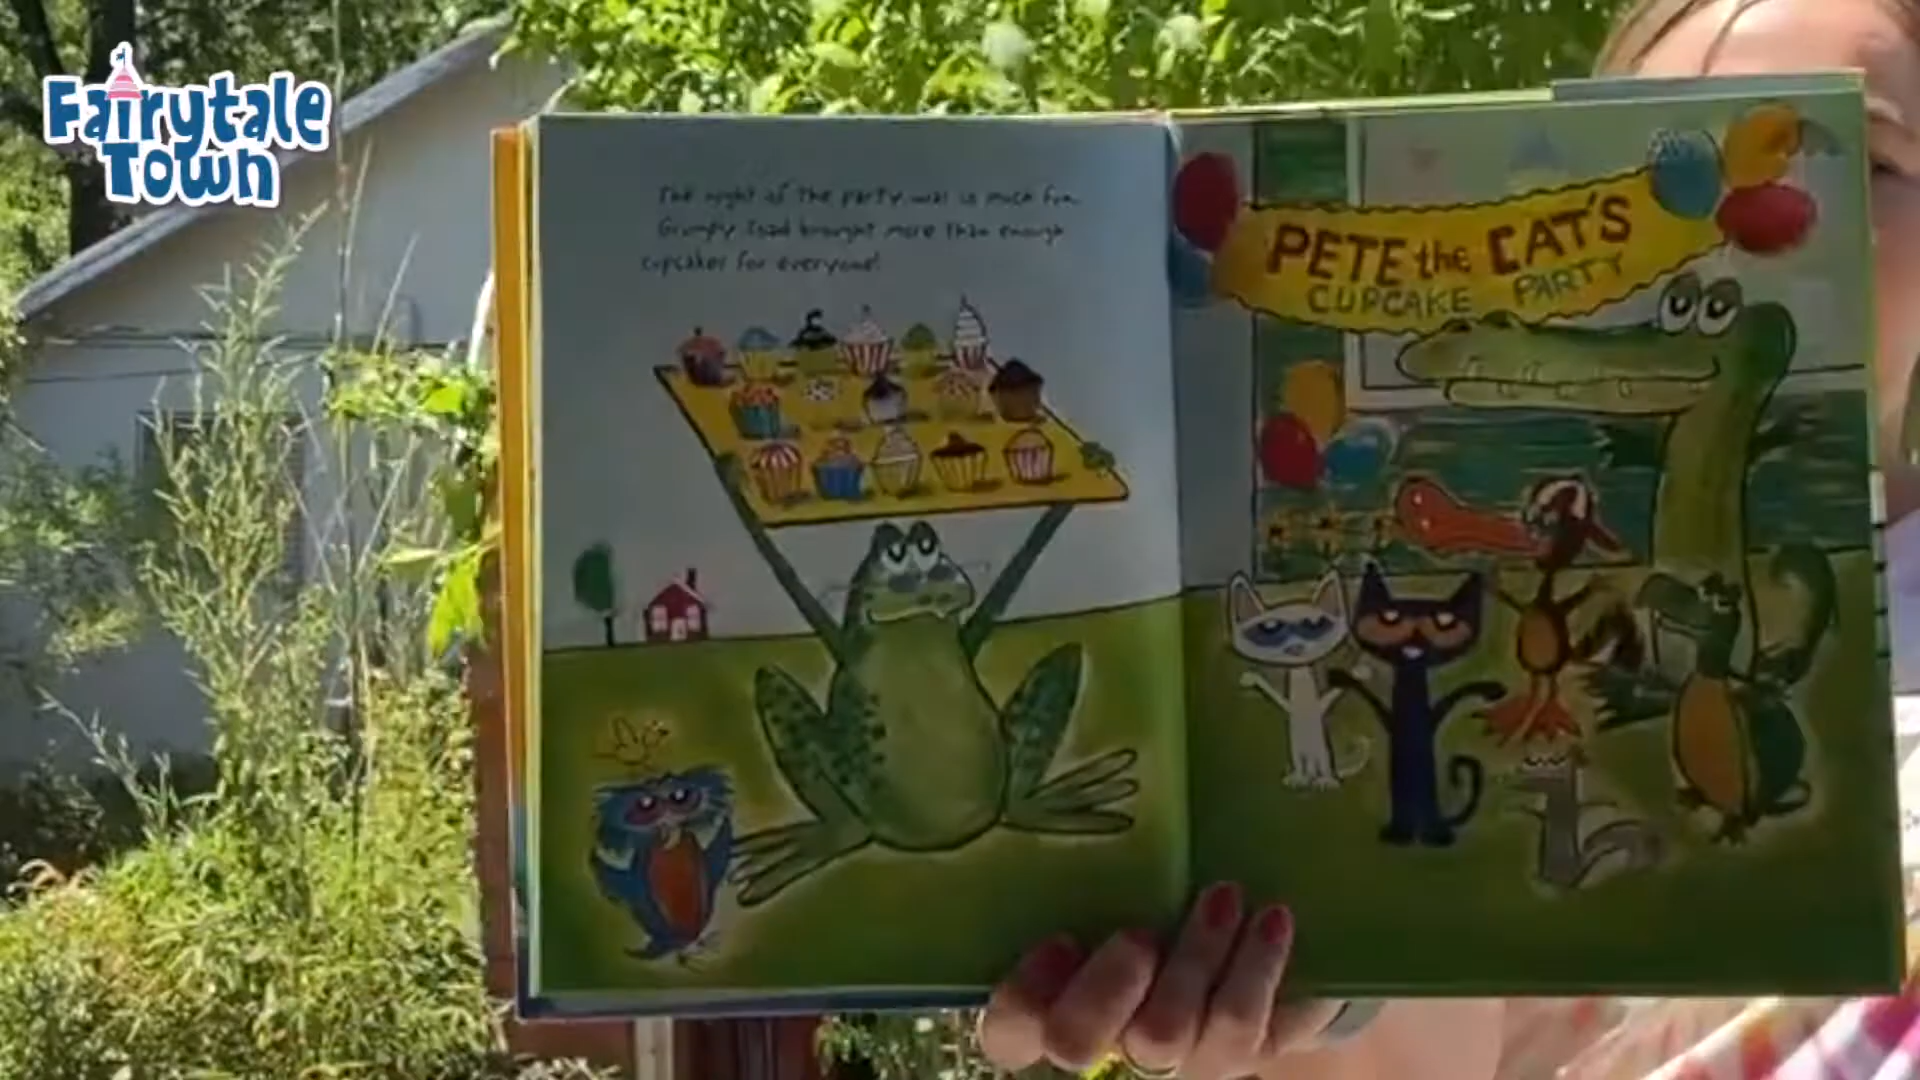 Fairytale
Town
The night of the party was so much fun.
Grumpy Toad brought more than enough
cupcakes for everyone!
PETE the CAT'S
CUPCAKE PARTY